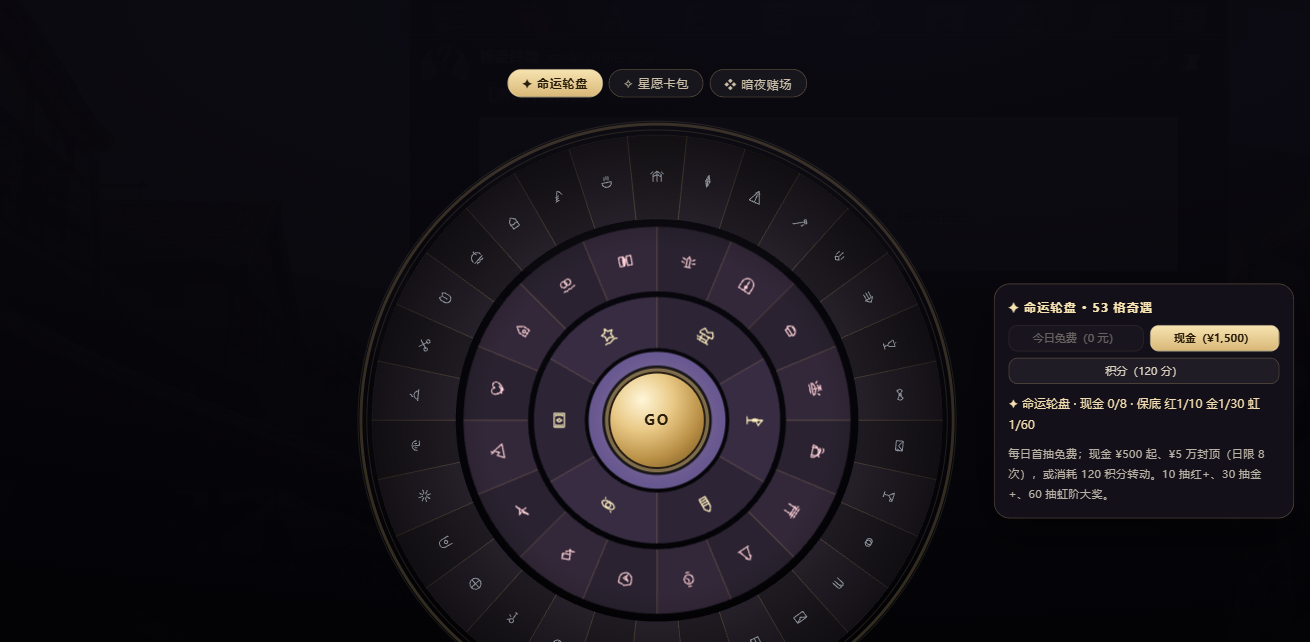 ✦ 命运轮盘
✧ 星愿卡包
❖ 暗夜赌场
GO
✦ 命运轮盘 • 53 格奇遇
今日免费（0 元）
现金（¥1,500）
积分（120 分）
✦ 命运轮盘 · 现金 0/8 · 保底 红1/10 金1/30 虹
1/60
每日首抽免费；现金 ¥500 起、¥5 万封顶（日限 8
次），或消耗 120 积分转动。10 抽红+、30 抽金
+、60 抽虹阶大奖。